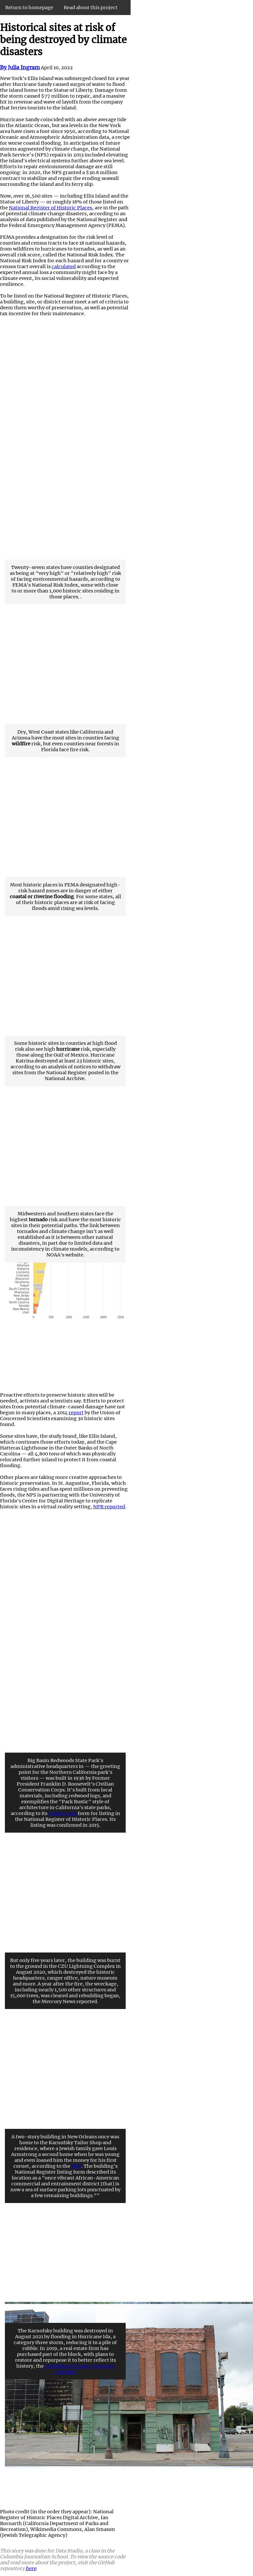 Return to homepage Read about this project
Historical sites at risk of
being destroyed by climate
disasters
By Julia Ingram April 10, 2022
New York's Ellis Island was submerged closed for a year
after Hurricane Sandy caused surges of water to flood
the island home to the Statue of Liberty. Damage from
the storm caused $77 million to repair, and a massive
hit in revenue and wave of layoffs from the company
that ferries tourists to the island.
Hurricane Sandy coincided with an above average tide
in the Atlantic Ocean, but sea levels in the New York
area have risen a foot since 1950, according to National
Oceanic and Atmospheric Administration data, a recipe
for worse coastal flooding. In anticipation of future
storms augmented by climate change, the National
Park Service's (NPS) repairs in 2013 included elevating
the island's electrical systems further above sea level.
Efforts to repair environmental damage are still
ongoing: in 2020, the NPS granted a $30.8 million
contract to stabilize and repair the eroding seawall
surrounding the island and its ferry slip.
Now, over 16,500 sites — including Ellis Island and the
Statue of Liberty — or roughly 18% of those listed on
the National Register of Historic Places, are in the path
of potential climate change disasters, according to an
analysis of data published by the National Register and
the Federal Emergency Management Agency (FEMA).
FEMA provides a designation for the risk level of
counties and census tracts to face 18 natural hazards,
from wildfires to hurricanes to tornados, as well as an
overall risk score, called the National Risk Index. The
National Risk Index for each hazard and for a county or
census tract overall is calculated according to the
expected annual loss a community might face by a
climate event, its social vulnerability and expected
resilience.
To be listed on the National Register of Historic Places,
a building, site, or district must meet a set of criteria to
deem them worthy of preservation, as well as potential
tax incentive for their maintenance.
Twenty-seven states have counties designated
as being at "very high" or "relatively high" risk
of facing environmental hazards, according to
FEMA's National Risk Index, some with close
to or more than 1,000 historic sites residing in
those places. .
Dry, West Coast states like California and
Arizona have the most sites in counties facing
wildfire risk, but even counties near forests in
Florida face fire risk.
Most historic places in FEMA designated high-
risk hazard zones are in danger of either
coastal or riverine flooding. For some states, all
of their historic places are at risk of facing
floods amid rising sea levels.
Some historic sites in counties at high flood
risk also see high hurricane risk, especially
those along the Gulf of Mexico. Hurricane
Katrina destroyed at least 23 historic sites,
according to an analysis of notices to withdraw
sites from the National Register posted in the
National Archive.
Midwestern and Southern states face the
highest tornado risk and have the most historic
sites in their potential paths. The link between
tornados and climate change isn't as well
established as it is between other natural
disasters, in part due to limited data and
inconsistency in climate models, according to
NOAA's website.
Arkansas
Alabama
Louisiana
Colorado
Wisconsin
Oklahoma
Hawaii
South Carolina
Mississippi
New Jersey
Nebraska
North Carolina
Nevada
New Mexico
Utah
0 500 1000 1500 2000 2500
Proactive efforts to preserve historic sites will be
needed, activists and scientists say. Efforts to protect
sites from potential climate-caused damage have not
begun in many places, a 2014 report by the Union of
Concerned Scientists examining 30 historic sites
found.
Some sites have, the study found, like Ellis Island,
which continues those efforts today, and the Cape
Hatteras Lighthouse in the Outer Banks of North
Carolina — all 4,800 tons of which was physically
relocated further inland to protect it from coastal
flooding.
Other places are taking more creative approaches to
historic preservation. In St. Augustine, Florida, which
faces rising tides and has spent millions on preventing
floods, the NPS is partnering with the University of
Florida's Center for Digital Heritage to replicate
historic sites in a virtual reality setting, NPR reported.
Big Basin Redwoods State Park's
administrative headquarters in — the greeting
point for the Northern California park's
visitors — was built in 1936 by Former
President Franklin D. Roosevelt's Civilian
Conservation Corps. It's built from local
materials, including redwood logs, and
exemplifies the "Park Rustic" style of
architecture in California's state parks,
according to its form for listing in
the National Register of Historic Places. Its
listing was confirmed in 2015.
But only five years later, the building was burnt
to the ground in the CZU Lightning Complex in
August 2020, which destroyed the historic
headquarters, ranger office, nature museum
and more. A year after the fire, the wreckage,
including nearly 1,500 other structures and
15,000 trees, was cleared and rebuilding began,
the Mercury News reported.
A two-story building in New Orleans once was
home to the Karnofsky Tailor Shop and
residence, where a Jewish family gave Louis
Armstrong a second home when he was young
and even loaned him the money for his first
cornet, according to the The building's
National Register listing form described its
location as a "once vibrant African-American
commercial and entrainment district [that] is
now a sea of surface parking lots punctuated by
a few remaining buildings.""
The Karnofsky building was destroyed in
August 2021 by flooding in Hurricane Ida, a
category three storm, reducing it to a pile of
rubble. In 2019, a real estate firm has
purchased part of the block, with plans to
restore and repurpose it to better reflect its
history, the
Photo credit (in the order they appear): National
Register of Historic Places Digital Archive, Ian
Bornarth (California Department of Parks and
Recreation), Wikimedia Commons, Alan Smason
(Jewish Telegraphic Agency)
This story was done for Data Studio, a class in the
Columbia Journalism School. To view the source code
and read more about the project, visit the GitHub
repository here